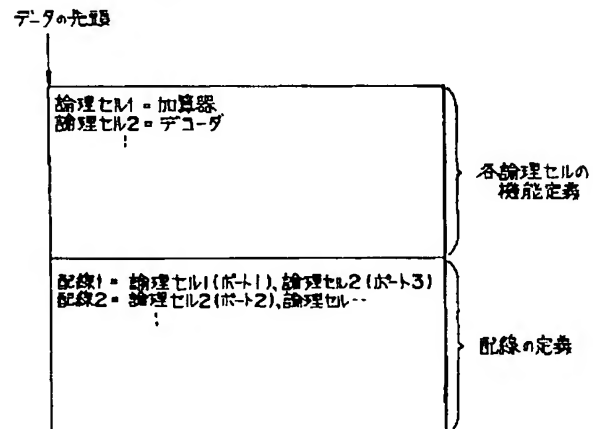 データの先頭
論理セル1 = 加算器
論理セル2 = デコーダ
⋮
各論理セルの
機能定義
配線1 = 論理セル1(ポート1)、論理セル2(ポート3)
配線2 = 論理セル2(ポート2)、論理セル‥
⋮
配線の定義